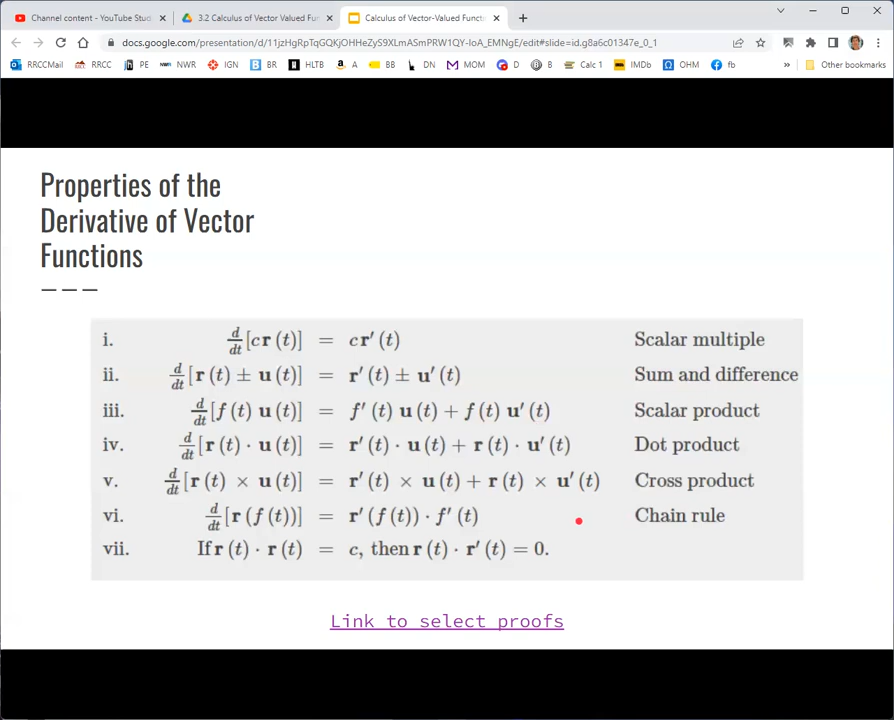 Channel content - YouTube Stu
3.2 Calculus of Vector Valued Fun
Calculus of Vector-Valued Functi
docs.google.com/presentation/d/11jzHgRpTqGQKjOHHeZyS9XLmASmPRW1QY-IoA_EMNgE/edit#slide=id.g8a6c01347e_0_1
RRCCMail RRCC PE NWR IGN BR HLTB A BB DN MOM D B Calc 1 IMDb OHM fb » Other bookmarks
Properties of the
Derivative of Vector
Functions
i. d/dt [c r (t)] = c r′ (t) Scalar multiple
ii. d/dt [r (t) ± u (t)] = r′ (t) ± u′ (t) Sum and difference
iii. d/dt [f (t) u (t)] = f′ (t) u (t) + f (t) u′ (t) Scalar product
iv. d/dt [r (t) · u (t)] = r′ (t) · u (t) + r (t) · u′ (t) Dot product
v. d/dt [r (t) × u (t)] = r′ (t) × u (t) + r (t) × u′ (t) Cross product
vi. d/dt [r (f (t))] = r′ (f (t)) · f′ (t) Chain rule
vii. If r (t) · r (t) = c, then r (t) · r′ (t) = 0.
Link to select proofs